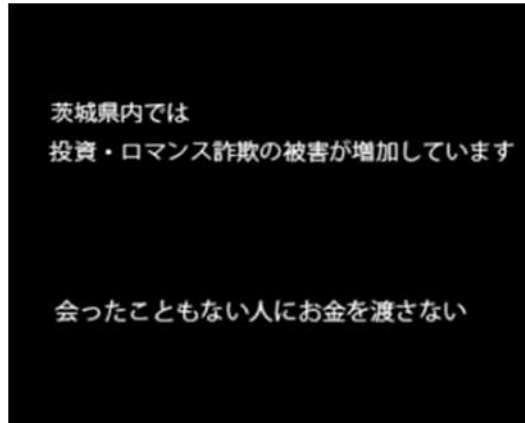 茨城県内では
投資・ロマンス詐欺の被害が増加しています
会ったこともない人にお金を渡さない